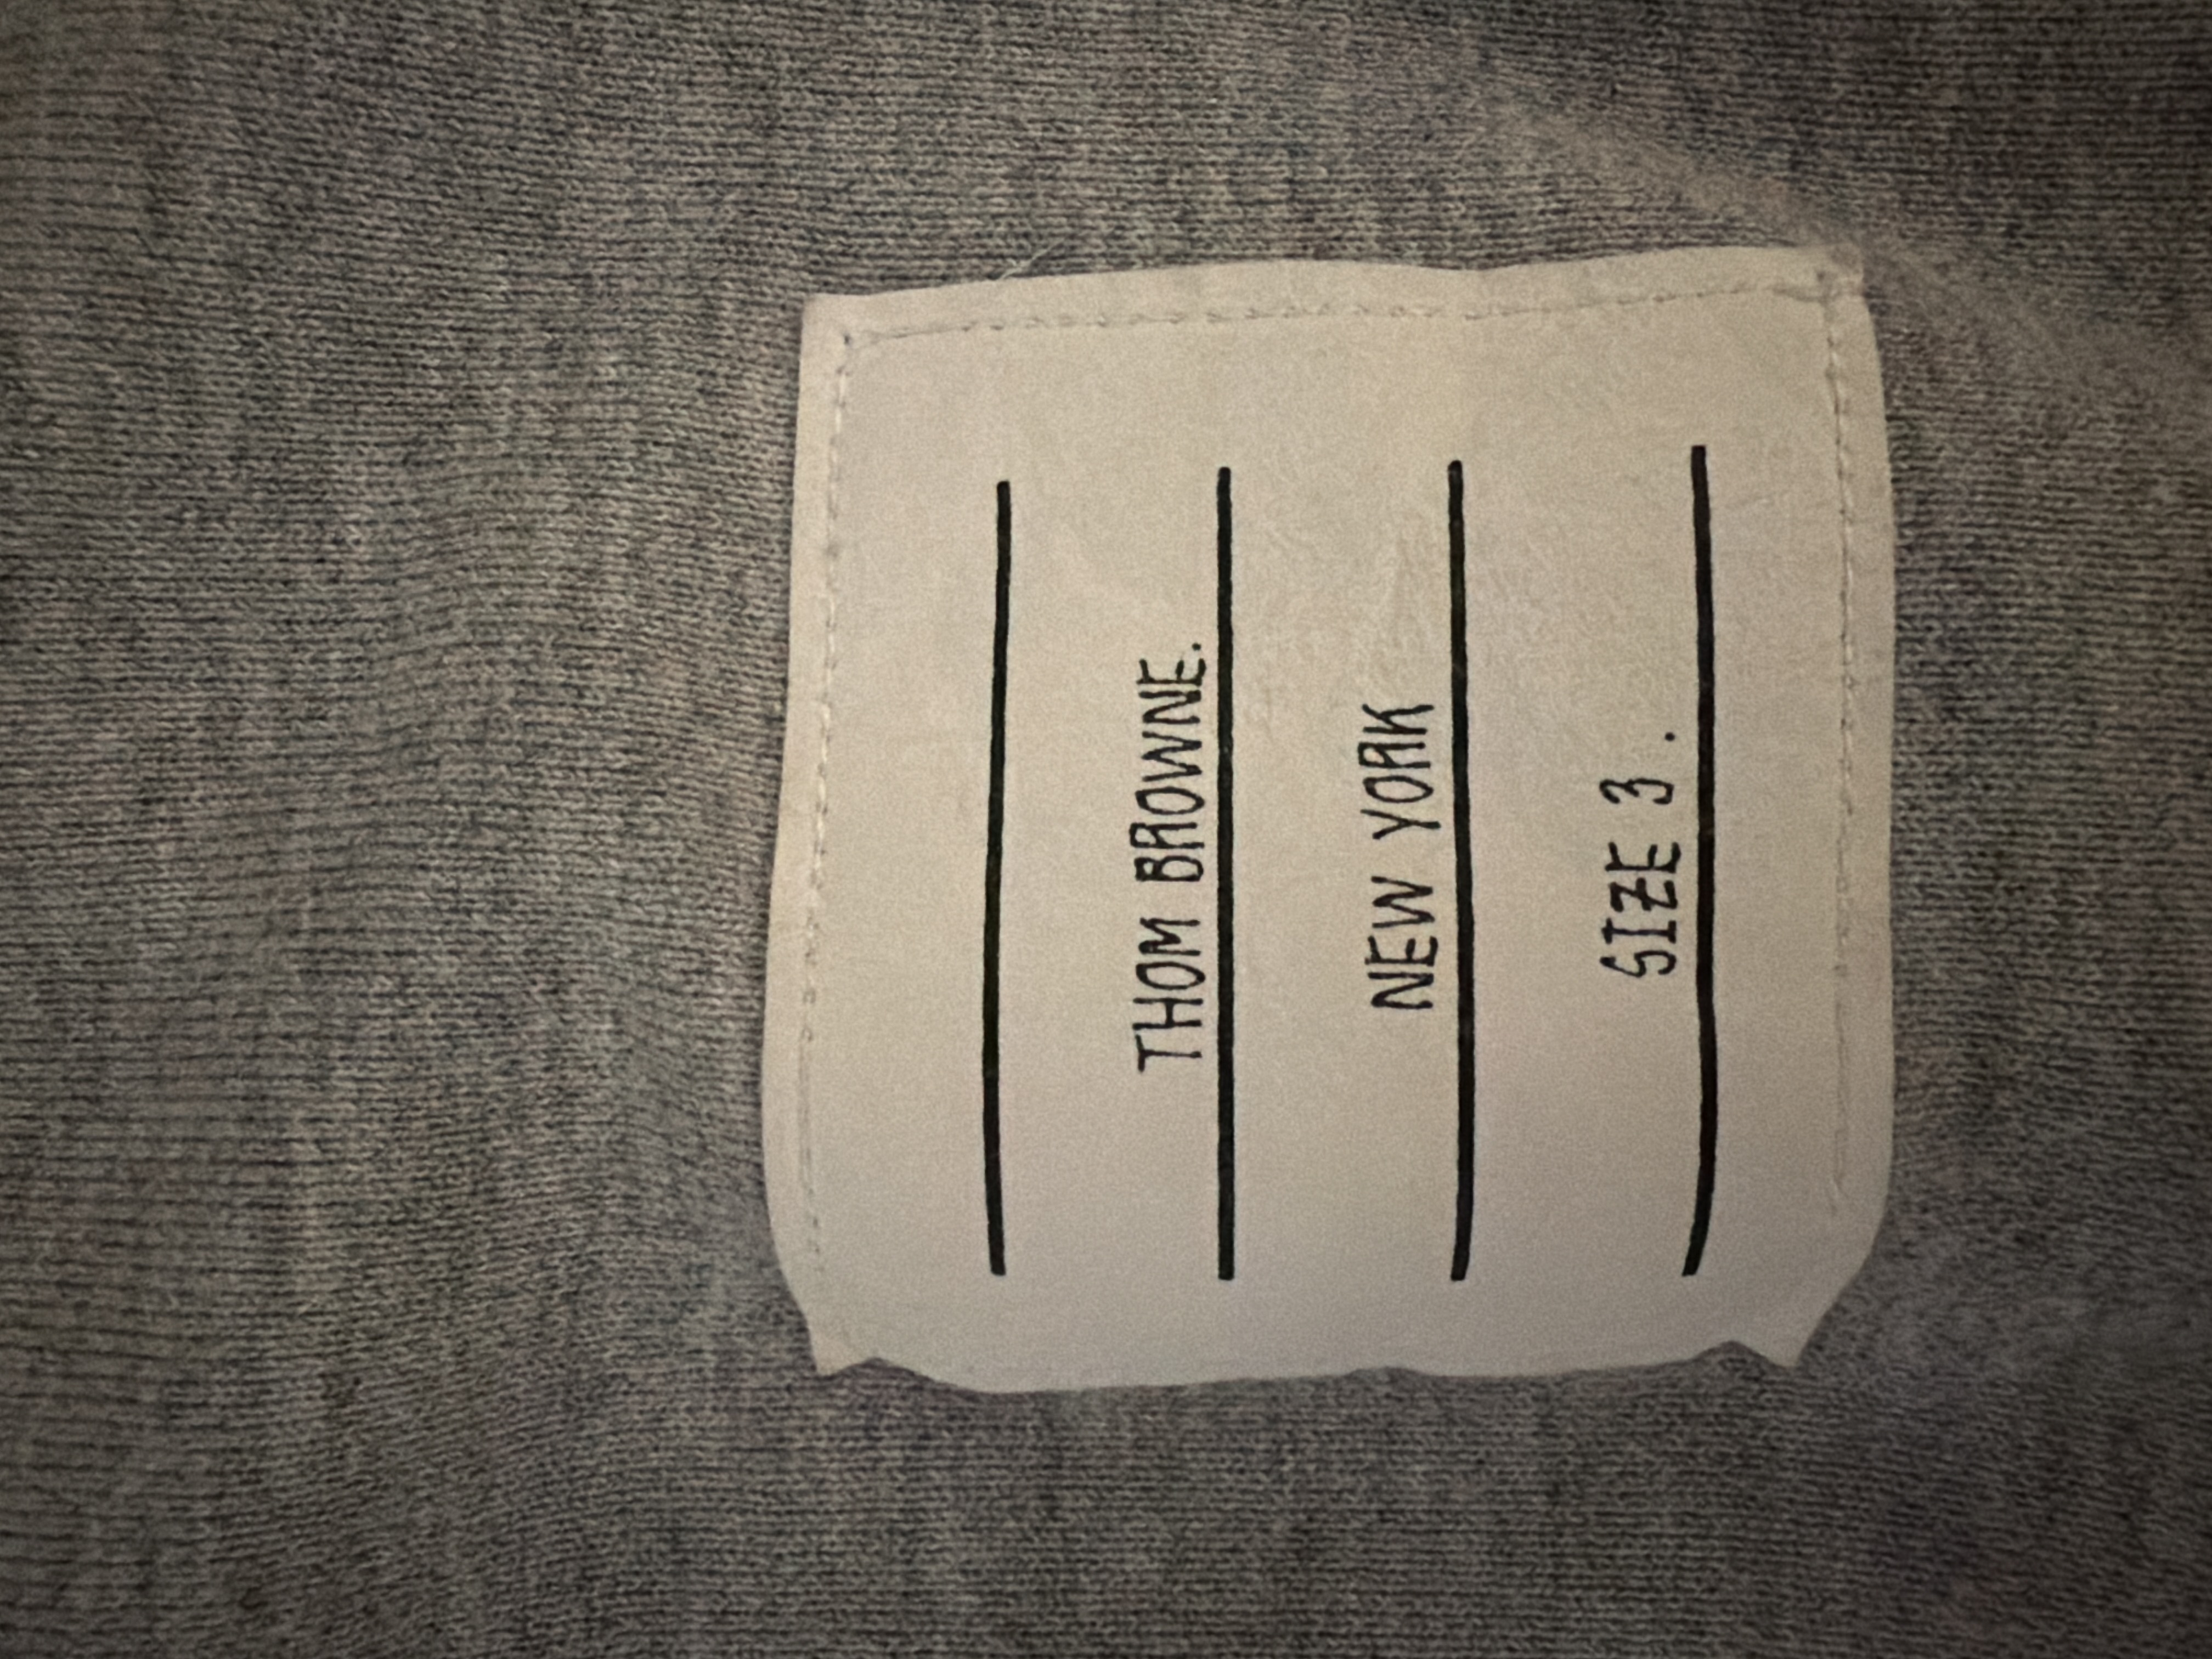 THOM BROWNE.
NEW YORK
SIZE 3.